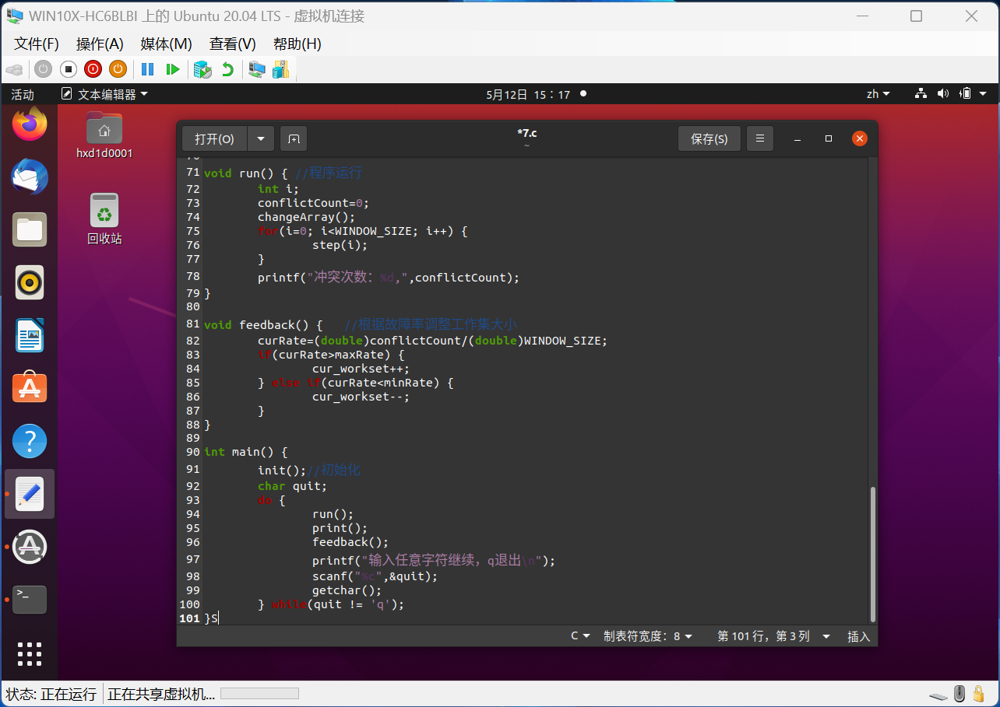 WIN10X-HC6BLBI 上的 Ubuntu 20.04 LTS - 虚拟机连接
文件(F) 操作(A) 媒体(M) 查看(V) 帮助(H)
活动 文本编辑器 5月12日 15：17 zh
hxd1d0001
回收站
打开(O) *7.c 保存(S)
~
71 void run() { //程序运行
72 int i;
73 conflictCount=0;
74 changeArray();
75 for(i=0; i<WINDOW_SIZE; i++) {
76 step(i);
77 }
78 printf("冲突次数：%d,",conflictCount);
79 }
80
81 void feedback() { //根据故障率调整工作集大小
82 curRate=(double)conflictCount/(double)WINDOW_SIZE;
83 if(curRate>maxRate) {
84 cur_workset++;
85 } else if(curRate<minRate) {
86 cur_workset--;
87 }
88 }
89
90 int main() {
91 init();//初始化
92 char quit;
93 do {
94 run();
95 print();
96 feedback();
97 printf("输入任意字符继续，q退出\n");
98 scanf("%c",&quit);
99 getchar();
100 } while(quit != 'q');
101 }S
C 制表符宽度：8 第 101 行，第 3 列 插入
状态: 正在运行 正在共享虚拟机...